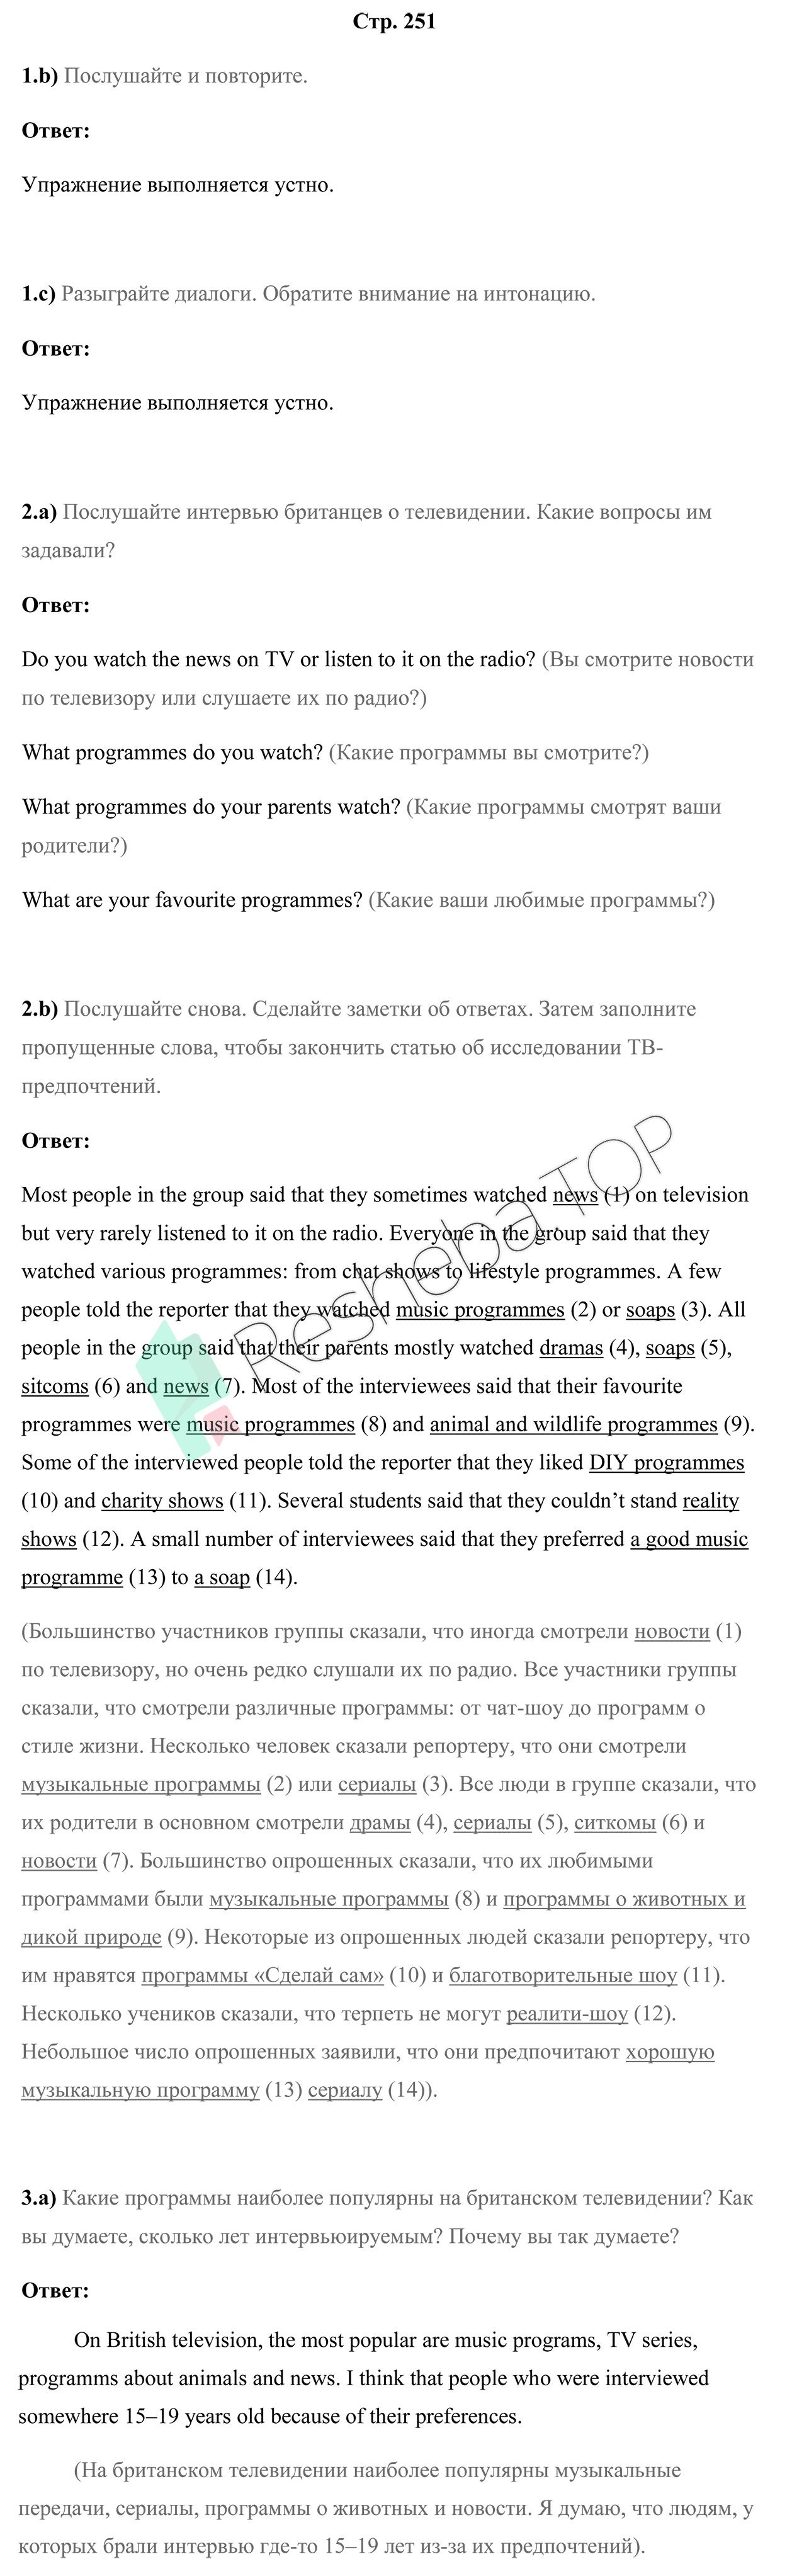 Стр. 251
1.b) Послушайте и повторите.
Ответ:
Упражнение выполняется устно.
1.c) Разыграйте диалоги. Обратите внимание на интонацию.
Ответ:
Упражнение выполняется устно.
2.a) Послушайте интервью британцев о телевидении. Какие вопросы им
задавали?
Ответ:
Do you watch the news on TV or listen to it on the radio? (Вы смотрите новости
по телевизору или слушаете их по радио?)
What programmes do you watch? (Какие программы вы смотрите?)
What programmes do your parents watch? (Какие программы смотрят ваши
родители?)
What are your favourite programmes? (Какие ваши любимые программы?)
2.b) Послушайте снова. Сделайте заметки об ответах. Затем заполните
пропущенные слова, чтобы закончить статью об исследовании ТВ-
предпочтений.
Ответ:
Most people in the group said that they sometimes watched news (1) on television
but very rarely listened to it on the radio. Everyone in the group said that they
watched various programmes: from chat shows to lifestyle programmes. A few
people told the reporter that they watched music programmes (2) or soaps (3). All
people in the group said that their parents mostly watched dramas (4), soaps (5),
sitcoms (6) and news (7). Most of the interviewees said that their favourite
programmes were music programmes (8) and animal and wildlife programmes (9).
Some of the interviewed people told the reporter that they liked DIY programmes
(10) and charity shows (11). Several students said that they couldn’t stand reality
shows (12). A small number of interviewees said that they preferred a good music
programme (13) to a soap (14).
(Большинство участников группы сказали, что иногда смотрели новости (1)
по телевизору, но очень редко слушали их по радио. Все участники группы
сказали, что смотрели различные программы: от чат-шоу до программ о
стиле жизни. Несколько человек сказали репортеру, что они смотрели
музыкальные программы (2) или сериалы (3). Все люди в группе сказали, что
их родители в основном смотрели драмы (4), сериалы (5), ситкомы (6) и
новости (7). Большинство опрошенных сказали, что их любимыми
программами были музыкальные программы (8) и программы о животных и
дикой природе (9). Некоторые из опрошенных людей сказали репортеру, что
им нравятся программы «Сделай сам» (10) и благотворительные шоу (11).
Несколько учеников сказали, что терпеть не могут реалити-шоу (12).
Небольшое число опрошенных заявили, что они предпочитают хорошую
музыкальную программу (13) сериалу (14)).
3.a) Какие программы наиболее популярны на британском телевидении? Как
вы думаете, сколько лет интервьюируемым? Почему вы так думаете?
Ответ:
On British television, the most popular are music programs, TV series,
programms about animals and news. I think that people who were interviewed
somewhere 15–19 years old because of their preferences.
(На британском телевидении наиболее популярны музыкальные
передачи, сериалы, программы о животных и новости. Я думаю, что людям, у
которых брали интервью где-то 15–19 лет из-за их предпочтений).
Resheba.TOP